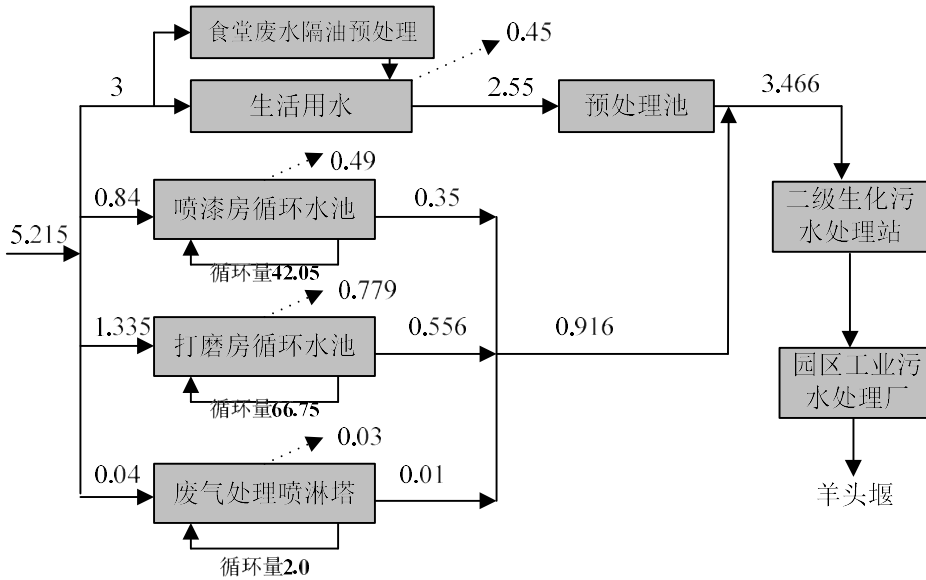 食堂废水隔油预处理
0.45
3
生活用水
2.55
预处理池
3.466
0.49
0.84
喷漆房循环水池
0.35
二级生化污
水处理站
5.215
循环量42.05
0.779
1.335
打磨房循环水池
0.556
0.916
园区工业污
水处理厂
循环量66.75
0.03
0.04
废气处理喷淋塔
0.01
羊头堰
循环量2.0